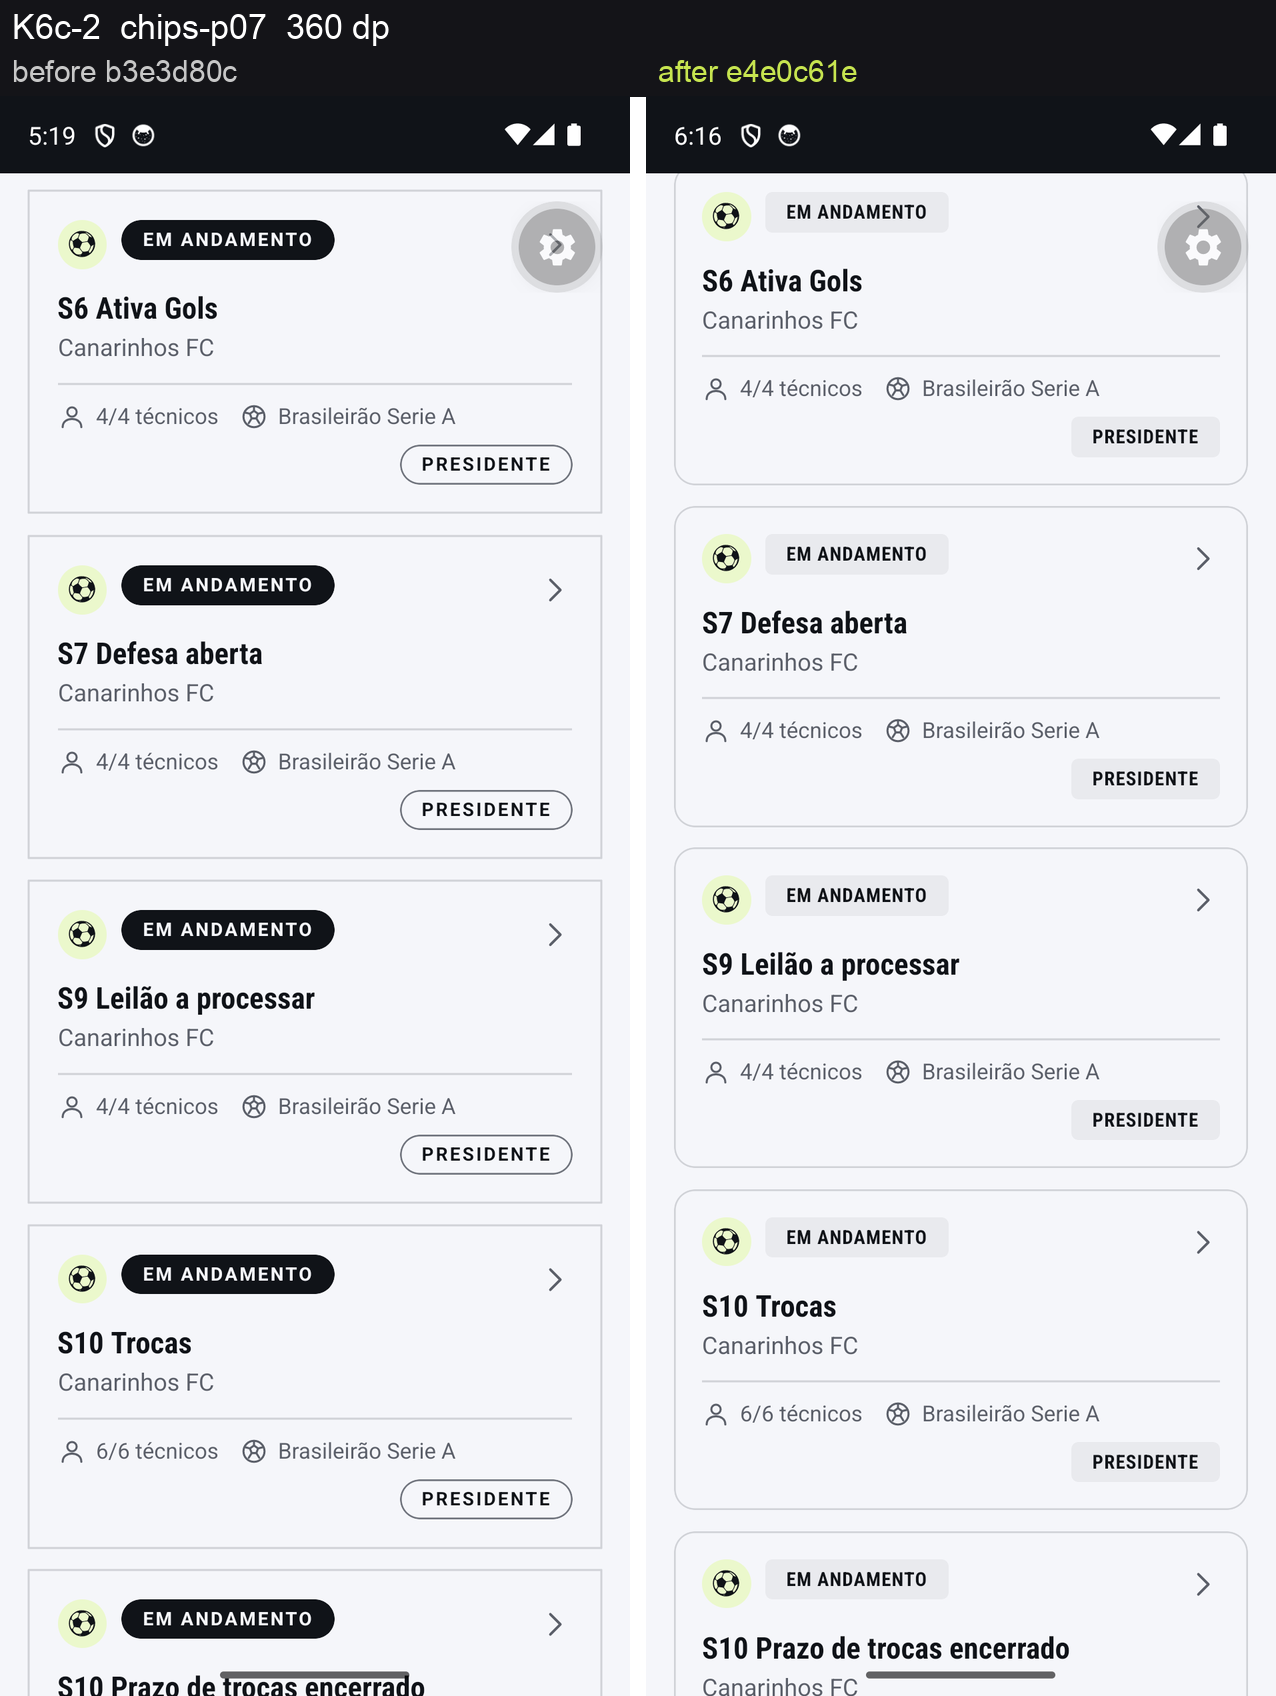 K6c-2 chips-p07 360 dp
before b3e3d80c
after e4e0c61e
5:19
EM ANDAMENTO
S6 Ativa Gols
Canarinhos FC
4/4 técnicos Brasileirão Serie A
PRESIDENTE
EM ANDAMENTO
S7 Defesa aberta
Canarinhos FC
4/4 técnicos Brasileirão Serie A
PRESIDENTE
EM ANDAMENTO
S9 Leilão a processar
Canarinhos FC
4/4 técnicos Brasileirão Serie A
PRESIDENTE
EM ANDAMENTO
S10 Trocas
Canarinhos FC
6/6 técnicos Brasileirão Serie A
PRESIDENTE
EM ANDAMENTO
S10 Prazo de trocas encerrado
6:16
EM ANDAMENTO
S6 Ativa Gols
Canarinhos FC
4/4 técnicos Brasileirão Serie A
PRESIDENTE
EM ANDAMENTO
S7 Defesa aberta
Canarinhos FC
4/4 técnicos Brasileirão Serie A
PRESIDENTE
EM ANDAMENTO
S9 Leilão a processar
Canarinhos FC
4/4 técnicos Brasileirão Serie A
PRESIDENTE
EM ANDAMENTO
S10 Trocas
Canarinhos FC
6/6 técnicos Brasileirão Serie A
PRESIDENTE
EM ANDAMENTO
S10 Prazo de trocas encerrado
Canarinhos FC